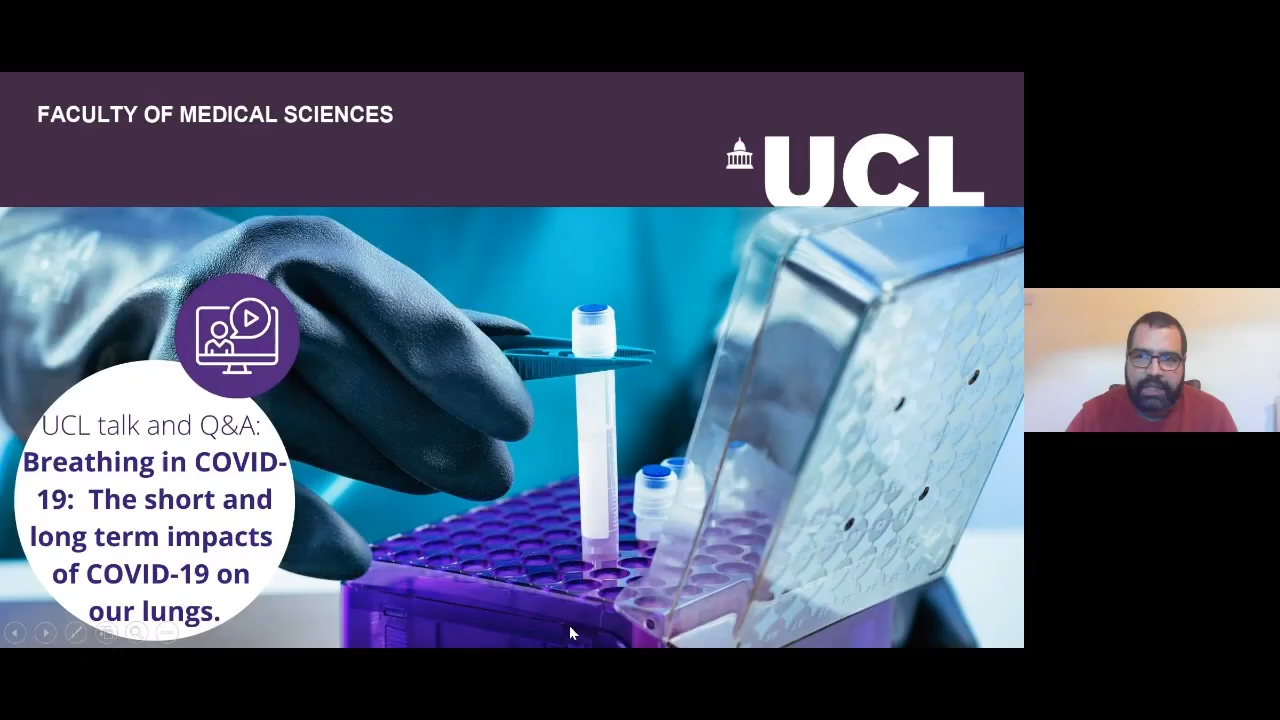 FACULTY OF MEDICAL SCIENCES
UCL
UCL talk and Q&A:
Breathing in COVID-
19:  The short and
long term impacts
of COVID-19 on
our lungs.